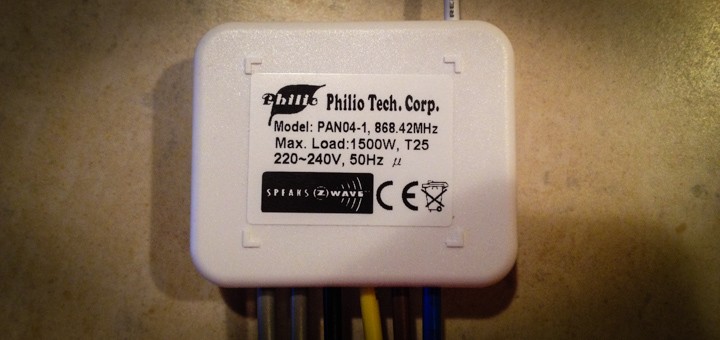 Philio Philio Tech. Corp.
Model: PAN04-1, 868.42MHz
Max. Load:1500W, T25
220~240V, 50Hz μ
SPEAKS Z WAVE CE